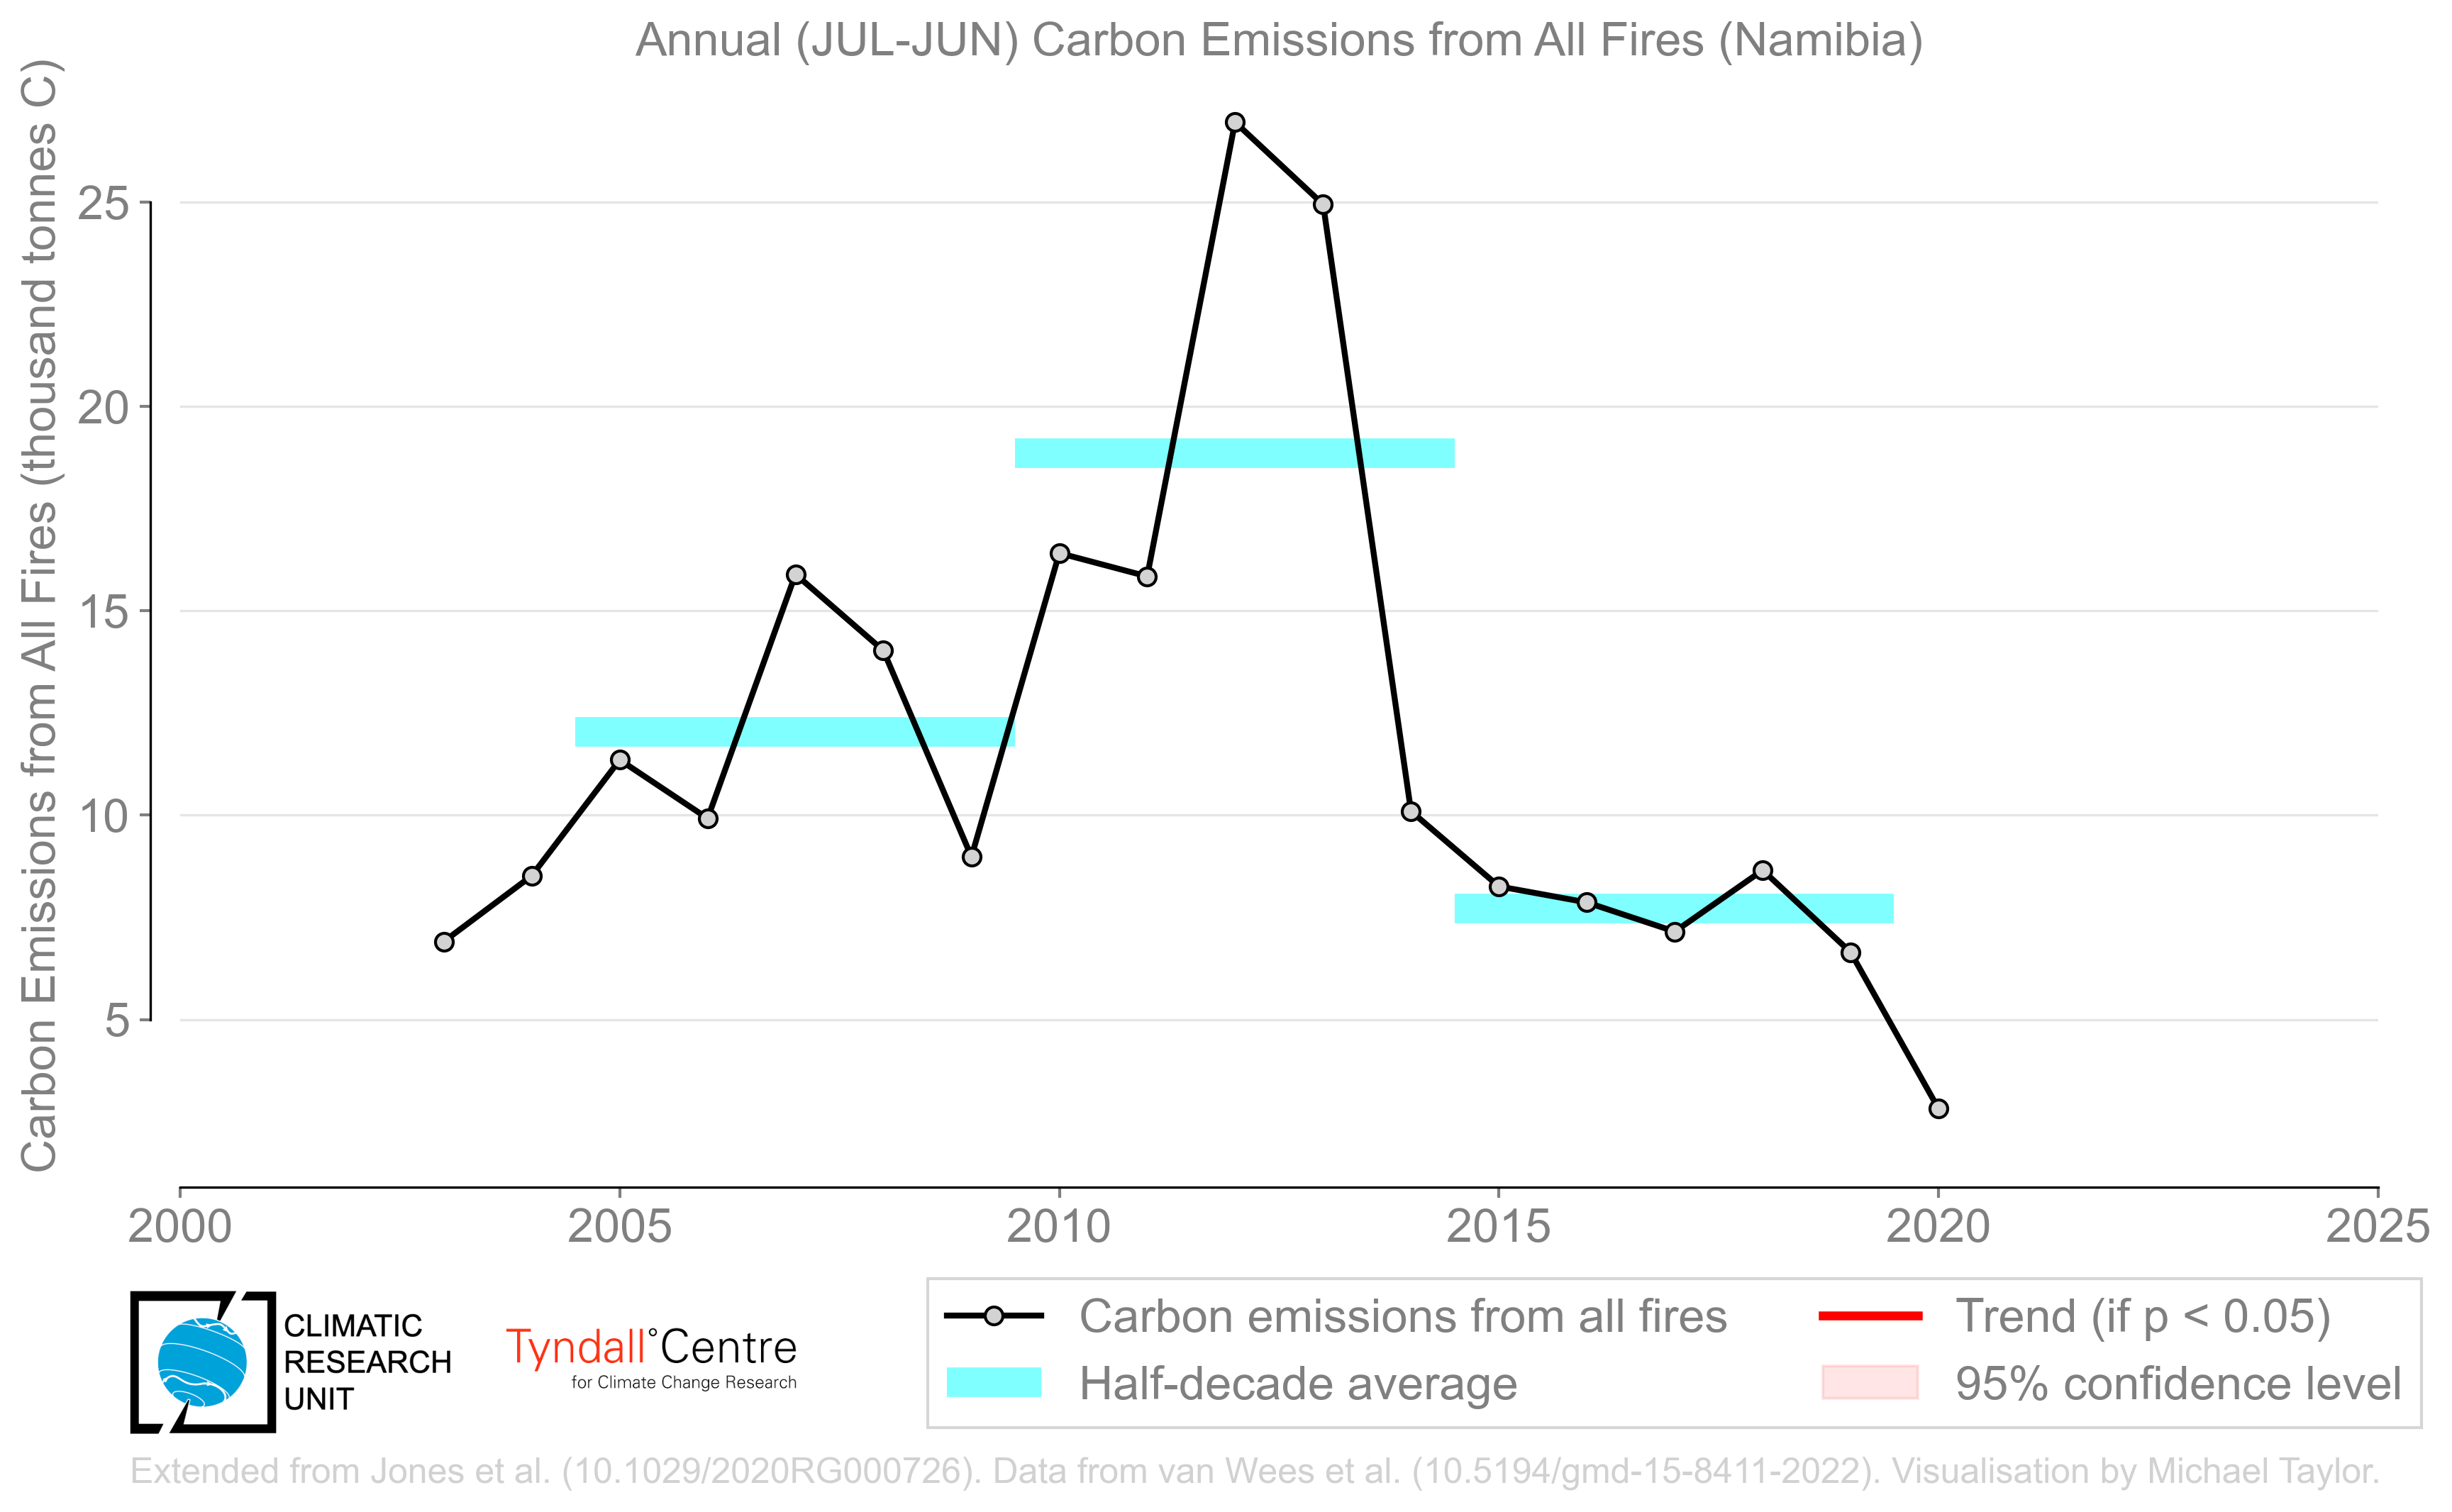 Annual (JUL-JUN) Carbon Emissions from All Fires (Namibia)
Carbon Emissions from All Fires (thousand tonnes C)
25
20
15
10
5
2000 2005 2010 2015 2020 2025
CLIMATIC
RESEARCH
UNIT
Tyndall°Centre
for Climate Change Research
Carbon emissions from all fires
Half-decade average
Trend (if p < 0.05)
95% confidence level
Extended from Jones et al. (10.1029/2020RG000726). Data from van Wees et al. (10.5194/gmd-15-8411-2022). Visualisation by Michael Taylor.